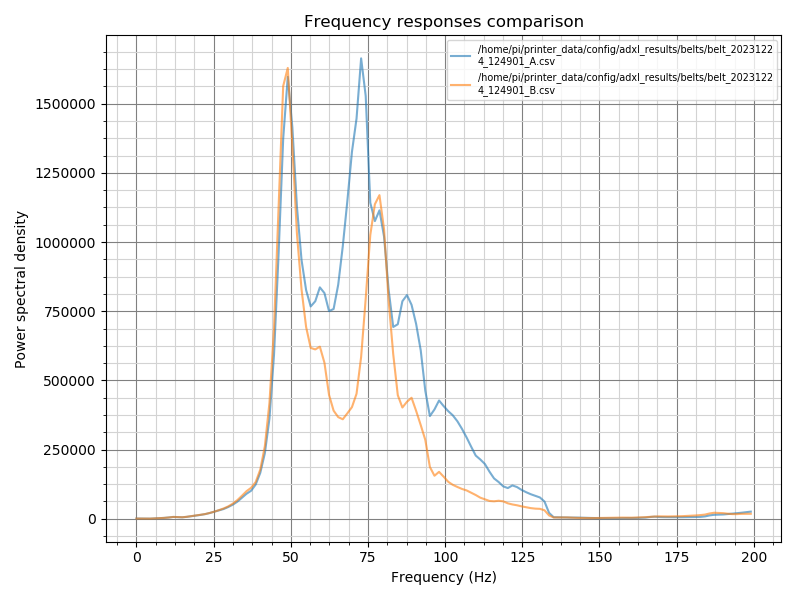 Frequency responses comparison
/home/pi/printer_data/config/adxl_results/belts/belt_2023122
4_124901_A.csv
/home/pi/printer_data/config/adxl_results/belts/belt_2023122
4_124901_B.csv
Power spectral density
1500000
1250000
1000000
750000
500000
250000
0
0 25 50 75 100 125 150 175 200
Frequency (Hz)